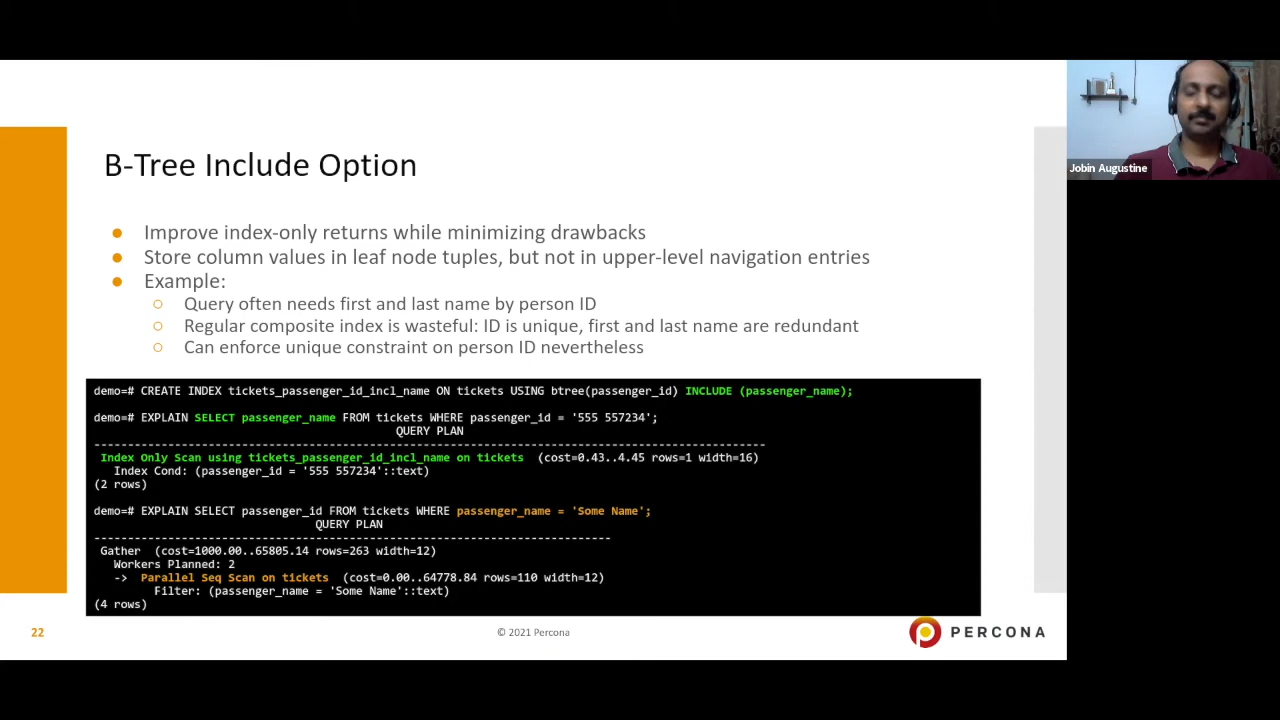 B-Tree Include Option
● Improve index-only returns while minimizing drawbacks
● Store column values in leaf node tuples, but not in upper-level navigation entries
● Example:
○ Query often needs first and last name by person ID
○ Regular composite index is wasteful: ID is unique, first and last name are redundant
○ Can enforce unique constraint on person ID nevertheless
demo=# CREATE INDEX tickets_passenger_id_incl_name ON tickets USING btree(passenger_id) INCLUDE (passenger_name);
demo=# EXPLAIN SELECT passenger_name FROM tickets WHERE passenger_id = '555 557234';
QUERY PLAN
----------------------------------------------------------------------------------------------------
Index Only Scan using tickets_passenger_id_incl_name on tickets (cost=0.43..4.45 rows=1 width=16)
Index Cond: (passenger_id = '555 557234'::text)
(2 rows)
demo=# EXPLAIN SELECT passenger_id FROM tickets WHERE passenger_name = 'Some Name';
QUERY PLAN
-----------------------------------------------------------------------------
Gather (cost=1000.00..65805.14 rows=263 width=12)
Workers Planned: 2
-> Parallel Seq Scan on tickets (cost=0.00..64778.84 rows=110 width=12)
Filter: (passenger_name = 'Some Name'::text)
(4 rows)
22
© 2021 Percona
PERCONA
Jobin Augustine